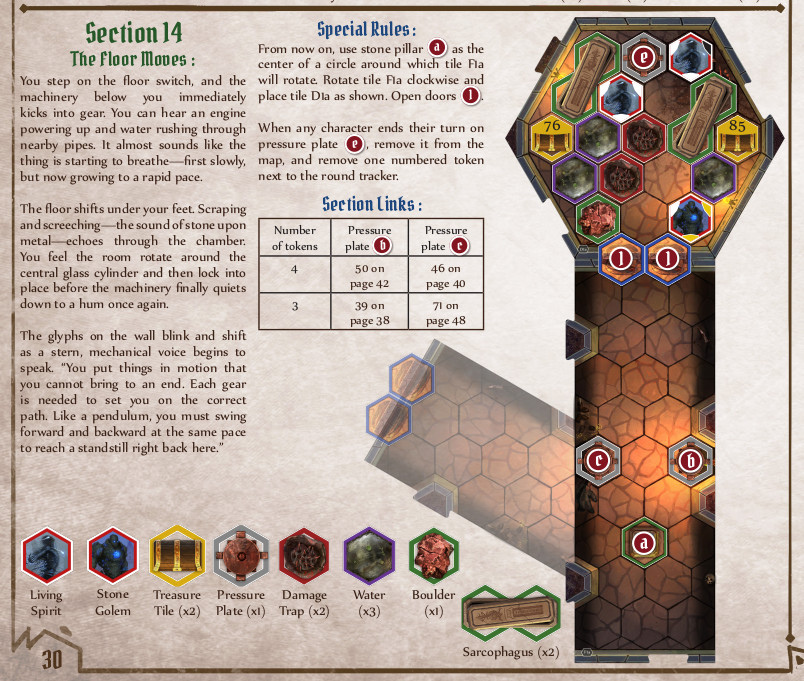 Section 14
The Floor Moves:
You step on the floor switch, and the
machinery below you immediately
kicks into gear. You can hear an engine
powering up and water rushing through
nearby pipes. It almost sounds like the
thing is starting to breathe—first slowly,
but now growing to a rapid pace.
The floor shifts under your feet. Scraping
and screeching—the sound of stone upon
metal—echoes through the chamber.
You feel the room rotate around the
central glass cylinder and then lock into
place before the machinery finally quiets
down to a hum once again.
The glyphs on the wall blink and shift
as a stern, mechanical voice begins to
speak. “You put things in motion that
you cannot bring to an end. Each gear
is needed to set you on the correct
path. Like a pendulum, you must swing
forward and backward at the same pace
to reach a standstill right back here.”
Special Rules:
From now on, use stone pillar a as the
center of a circle around which tile F1a
will rotate. Rotate tile F1a clockwise and
place tile D1a as shown. Open doors 1.
When any character ends their turn on
pressure plate e, remove it from the
map, and remove one numbered token
next to the round tracker.
Section Links:
Number of tokens
Pressure plate b
Pressure plate c
4
50 on page 42
46 on page 40
3
39 on page 38
71 on page 48
e
76
85
1 1
c b
a
Living Spirit
Stone Golem
Treasure Tile (x2)
Pressure Plate (x1)
Damage Trap (x2)
Water (x3)
Boulder (x1)
Sarcophagus (x2)
30